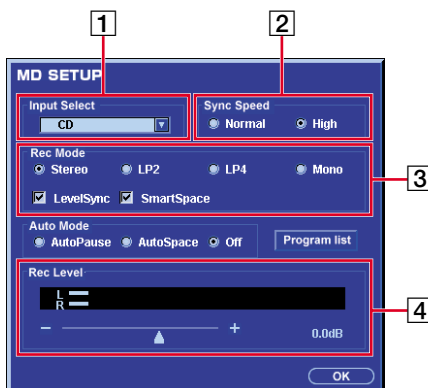 1 2
MD SETUP
Input Select Sync Speed
CD Normal High
Rec Mode
Stereo LP2 LP4 Mono
3
LevelSync SmartSpace
Auto Mode
AutoPause AutoSpace Off Program list
Rec Level
L
R
4
− + 0.0dB
OK